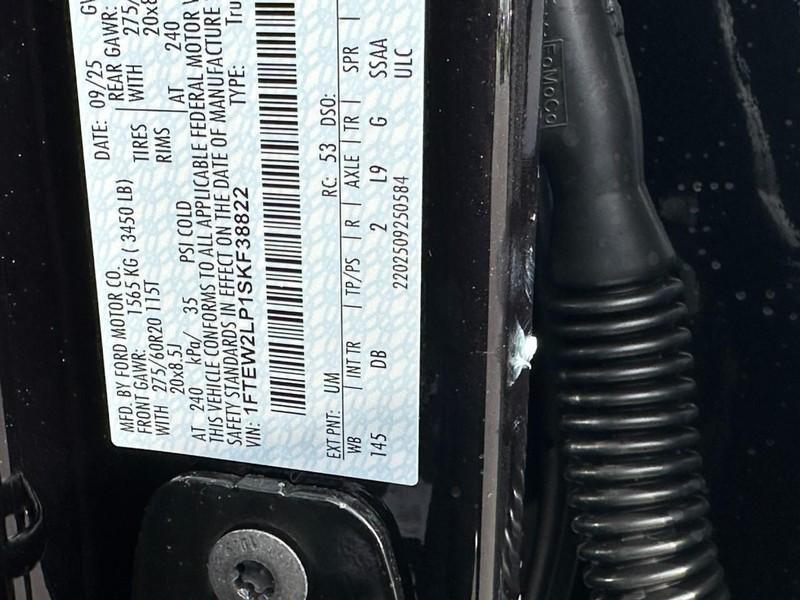 MFD. BY FORD MOTOR CO.
DATE: 09/25
GV
FRONT GAWR: 1565 KG ( 3450 LB)
REAR GAWR:
WITH 275/60R20 115T
TIRES
WITH 275/
20x8.5J
RIMS
20x8
AT 240 kPa/ 35 PSI COLD
AT 240
THIS VEHICLE CONFORMS TO ALL APPLICABLE FEDERAL MOTOR V
SAFETY STANDARDS IN EFFECT ON THE DATE OF MANUFACTURE
VIN: 1FTEW2LP1SKF38822
TYPE: Tru
EXT PNT: UM
RC: 53 DSO:
WB | INT TR | TP/PS | R | AXLE | TR | SPR
145 DB 2 L9 G SSAA
2202509250584
ULC
FoMoCo